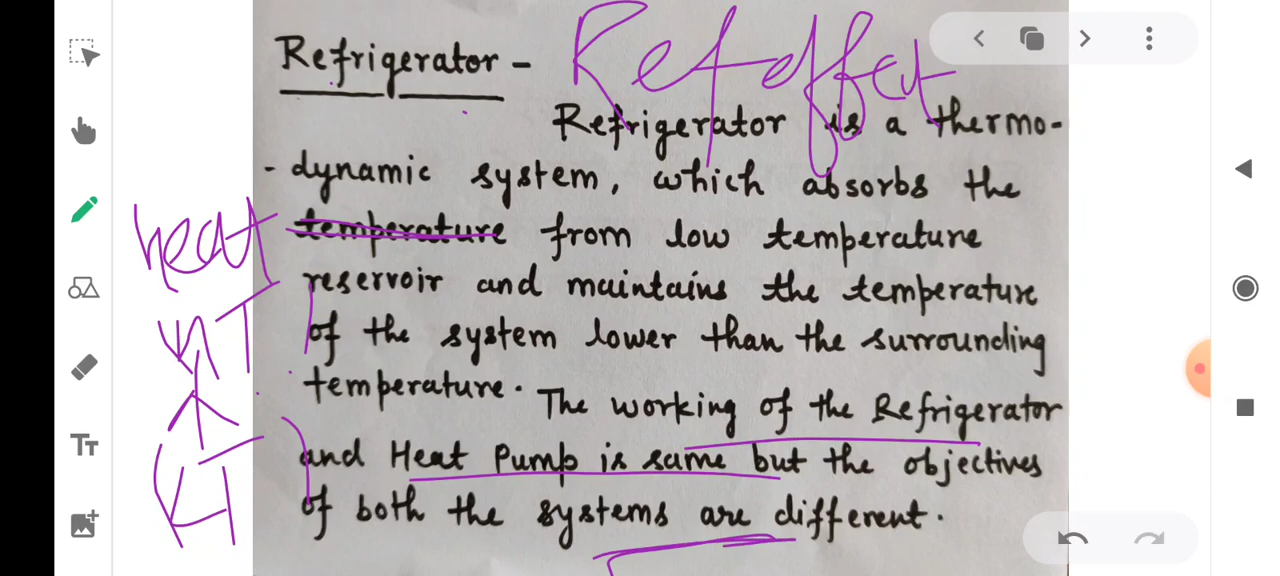 Refrigerator -
Ref effect
Refrigerator is a thermo-
- dynamic system, which absorbs the
heat
temperature from low temperature
reservoir and maintains the temperature
of the system lower than the surrounding
temperature. The working of the Refrigerator
and Heat Pump is same but the objectives
of both the systems are different.
TT